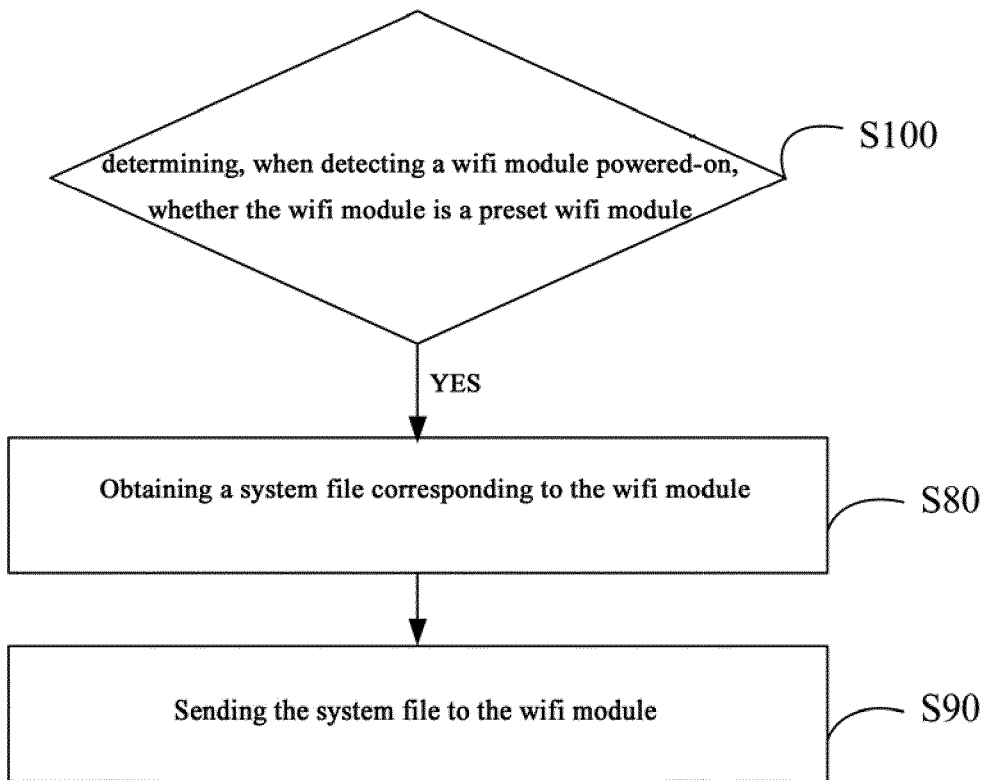 determining, when detecting a wifi module powered-on,
whether the wifi module is a preset wifi module
S100
YES
Obtaining a system file corresponding to the wifi module
S80
Sending the system file to the wifi module
S90